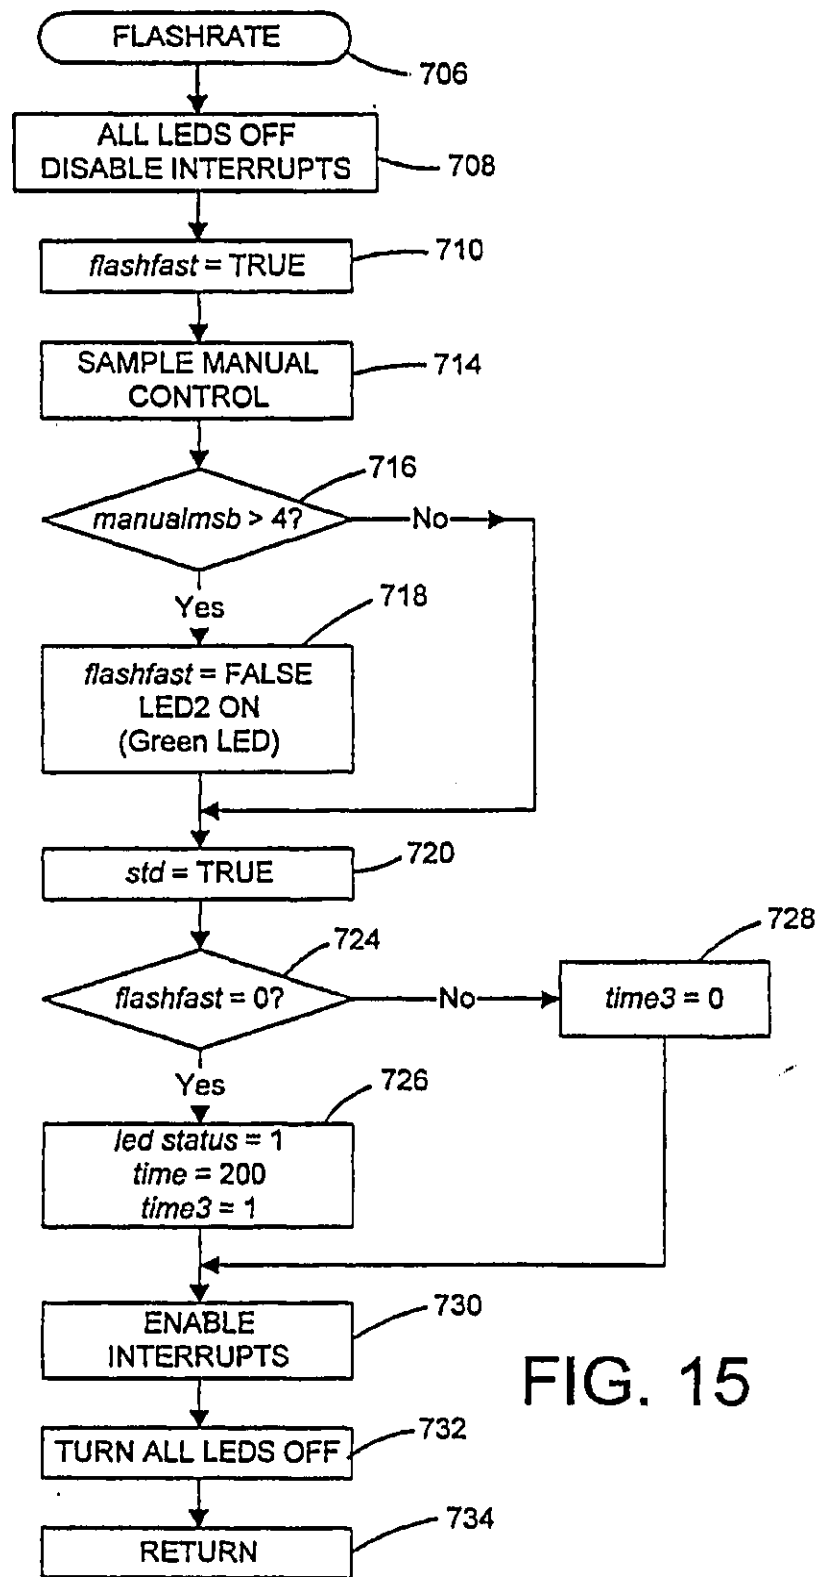 FLASHRATE
706
ALL LEDS OFF
DISABLE INTERRUPTS
708
flashfast = TRUE
710
SAMPLE MANUAL
CONTROL
714
manualmsb > 4?
716
No
Yes
718
flashfast = FALSE
LED2 ON
(Green LED)
std = TRUE
720
flashfast = 0?
724
No
728
time3 = 0
Yes
726
led status = 1
time = 200
time3 = 1
ENABLE
INTERRUPTS
730
FIG. 15
TURN ALL LEDS OFF
732
RETURN
734